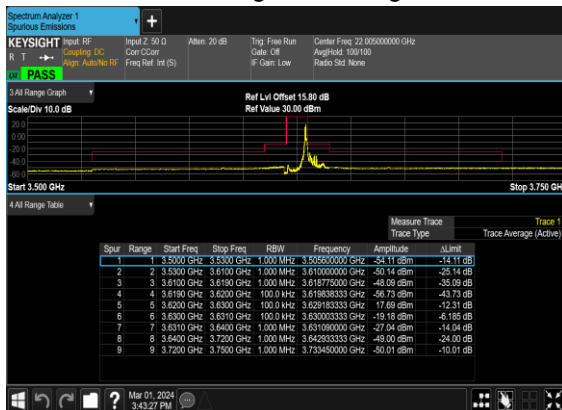 Spectrum Analyzer 1
Spurious Emissions
KEYSIGHT Input: RF Input Z: 50 Ω Atten: 20 dB Trig: Free Run Center Freq: 22.005000000 GHz
R T Coupling: DC Corr CCorr Gate: Off Avg|Hold: 100/100
Align: Auto/No RF Freq Ref: Int (S) IF Gain: Low Radio Std: None
PASS
3 All Range Graph
Ref Lvl Offset 15.80 dB
Scale/Div 10.0 dB Ref Value 30.00 dBm
20.0
0.00
-20.0
-40.0
-60.0
Start 3.500 GHz Stop 3.750 GHz
4 All Range Table
Measure Trace Trace 1
Trace Type Trace Average (Active)
Spur Range Start Freq Stop Freq RBW Frequency Amplitude ΔLimit
1 1 3.5000 GHz 3.5300 GHz 1.000 MHz 3.505600000 GHz -54.11 dBm -14.11 dB
2 2 3.5300 GHz 3.6100 GHz 1.000 MHz 3.610000000 GHz -50.14 dBm -25.14 dB
3 3 3.6100 GHz 3.6190 GHz 1.000 MHz 3.618775000 GHz -48.09 dBm -35.09 dB
4 4 3.6190 GHz 3.6200 GHz 100.0 kHz 3.619838333 GHz -56.73 dBm -43.73 dB
5 5 3.6200 GHz 3.6300 GHz 100.0 kHz 3.629183333 GHz 17.69 dBm -12.31 dB
6 6 3.6300 GHz 3.6310 GHz 100.0 kHz 3.630003333 GHz -19.18 dBm -6.185 dB
7 7 3.6310 GHz 3.6400 GHz 1.000 MHz 3.631090000 GHz -27.04 dBm -14.04 dB
8 8 3.6400 GHz 3.7200 GHz 1.000 MHz 3.642933333 GHz -49.00 dBm -24.00 dB
9 9 3.7200 GHz 3.7500 GHz 1.000 MHz 3.733450000 GHz -50.01 dBm -10.01 dB
Mar 01, 2024
3:43:27 PM